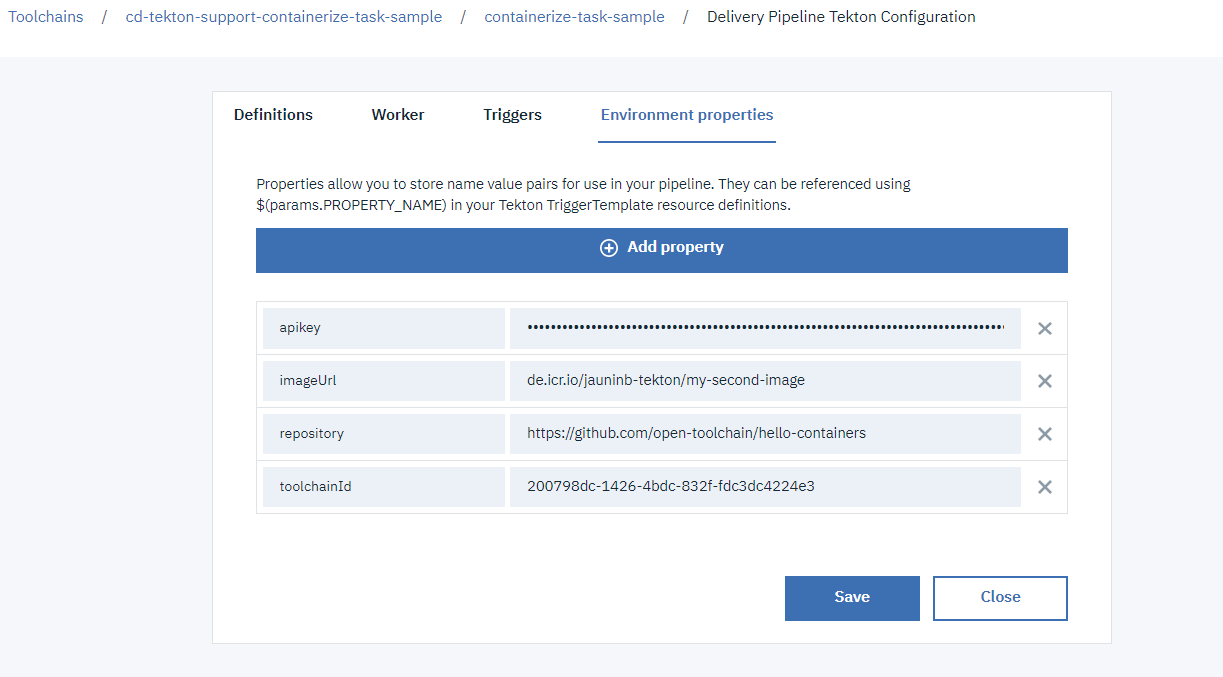 Toolchains / cd-tekton-support-containerize-task-sample / containerize-task-sample / Delivery Pipeline Tekton Configuration
Definitions Worker Triggers Environment properties
Properties allow you to store name value pairs for use in your pipeline. They can be referenced using
$(params.PROPERTY_NAME) in your Tekton TriggerTemplate resource definitions.
Add property
apikey
imageUrl de.icr.io/jauninb-tekton/my-second-image
repository https://github.com/open-toolchain/hello-containers
toolchainId 200798dc-1426-4bdc-832f-fdc3dc4224e3
Save Close